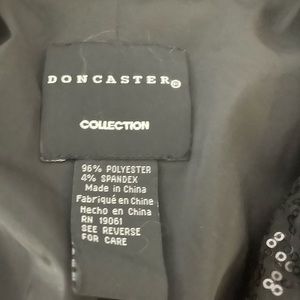 DONCASTER®
COLLECTION
96% POLYESTER
4% SPANDEX
Made in China
Fabriqué en Chine
Hecho en China
RN 19061
SEE REVERSE
FOR CARE